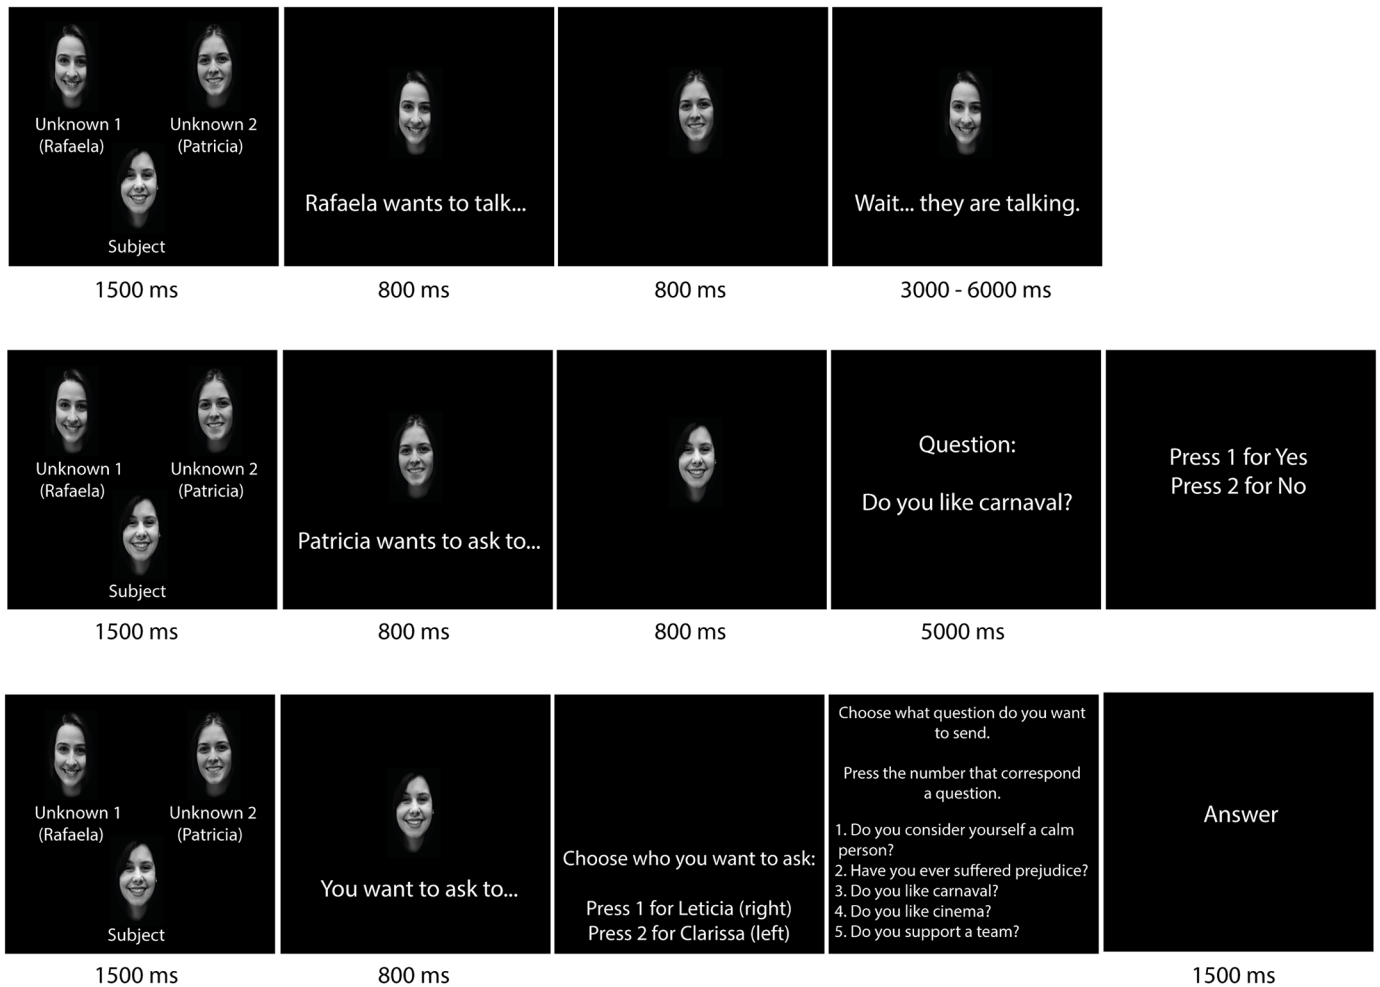 Unknown 1
(Rafaela)
Unknown 2
(Patricia)
Subject
Rafaela wants to talk...
Wait... they are talking.
1500 ms
800 ms
800 ms
3000 - 6000 ms
Unknown 1
(Rafaela)
Unknown 2
(Patricia)
Subject
Patricia wants to ask to...
Question:
Do you like carnaval?
Press 1 for Yes
Press 2 for No
1500 ms
800 ms
800 ms
5000 ms
Unknown 1
(Rafaela)
Unknown 2
(Patricia)
Subject
You want to ask to...
Choose who you want to ask:
Press 1 for Leticia (right)
Press 2 for Clarissa (left)
Choose what question do you want
to send.
Press the number that correspond
a question.
1. Do you consider yourself a calm
person?
2. Have you ever suffered prejudice?
3. Do you like carnaval?
4. Do you like cinema?
5. Do you support a team?
Answer
1500 ms
800 ms
1500 ms